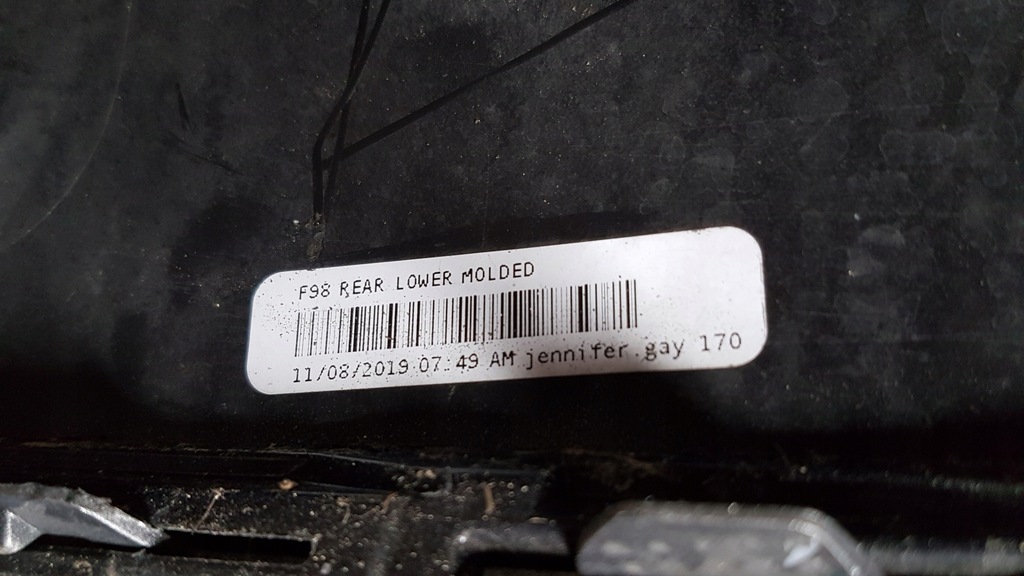 F98 REAR LOWER MOLDED
11/08/2019 07:49 AM jennifer.gay 170